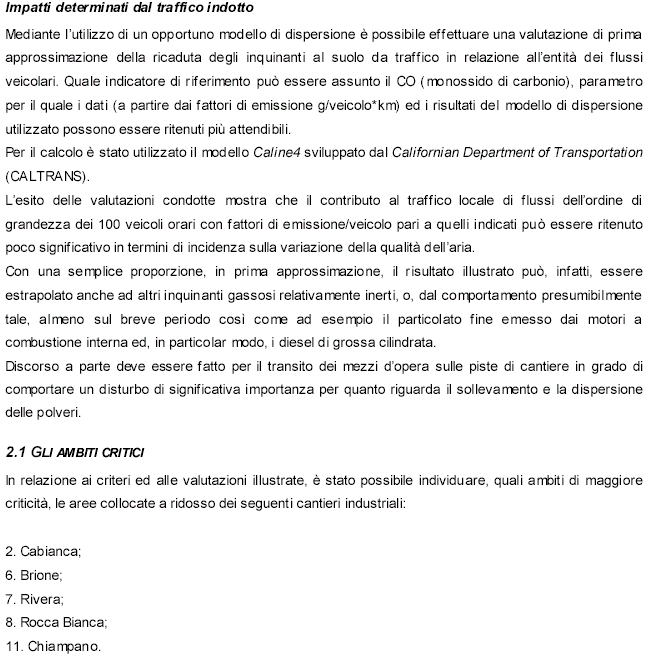 Impatti determinati dal traffico indotto
Mediante l'utilizzo di un opportuno modello di dispersione è possibile effettuare una valutazione di prima
approssimazione della ricaduta degli inquinanti al suolo da traffico in relazione all'entità dei flussi
veicolari. Quale indicatore di riferimento può essere assunto il CO (monossido di carbonio), parametro
per il quale i dati (a partire dai fattori di emissione g/veicolo*km) ed i risultati del modello di dispersione
utilizzato possono essere ritenuti più attendibili.
Per il calcolo è stato utilizzato il modello Caline4 sviluppato dal Californian Department of Transportation
(CALTRANS).
L'esito delle valutazioni condotte mostra che il contributo al traffico locale di flussi dell'ordine di
grandezza dei 100 veicoli orari con fattori di emissione/veicolo pari a quelli indicati può essere ritenuto
poco significativo in termini di incidenza sulla variazione della qualità dell'aria.
Con una semplice proporzione, in prima approssimazione, il risultato illustrato può, infatti, essere
estrapolato anche ad altri inquinanti gassosi relativamente inerti, o, dal comportamento presumibilmente
tale, almeno sul breve periodo così come ad esempio il particolato fine emesso dai motori a
combustione interna ed, in particolar modo, i diesel di grossa cilindrata.
Discorso a parte deve essere fatto per il transito dei mezzi d'opera sulle piste di cantiere in grado di
comportare un disturbo di significativa importanza per quanto riguarda il sollevamento e la dispersione
delle polveri.
2.1 GLI AMBITI CRITICI
In relazione ai criteri ed alle valutazioni illustrate, è stato possibile individuare, quali ambiti di maggiore
criticità, le aree collocate a ridosso dei seguenti cantieri industriali:
2. Cabianca;
6. Brione;
7. Rivera;
8. Rocca Bianca;
11. Chiampano.